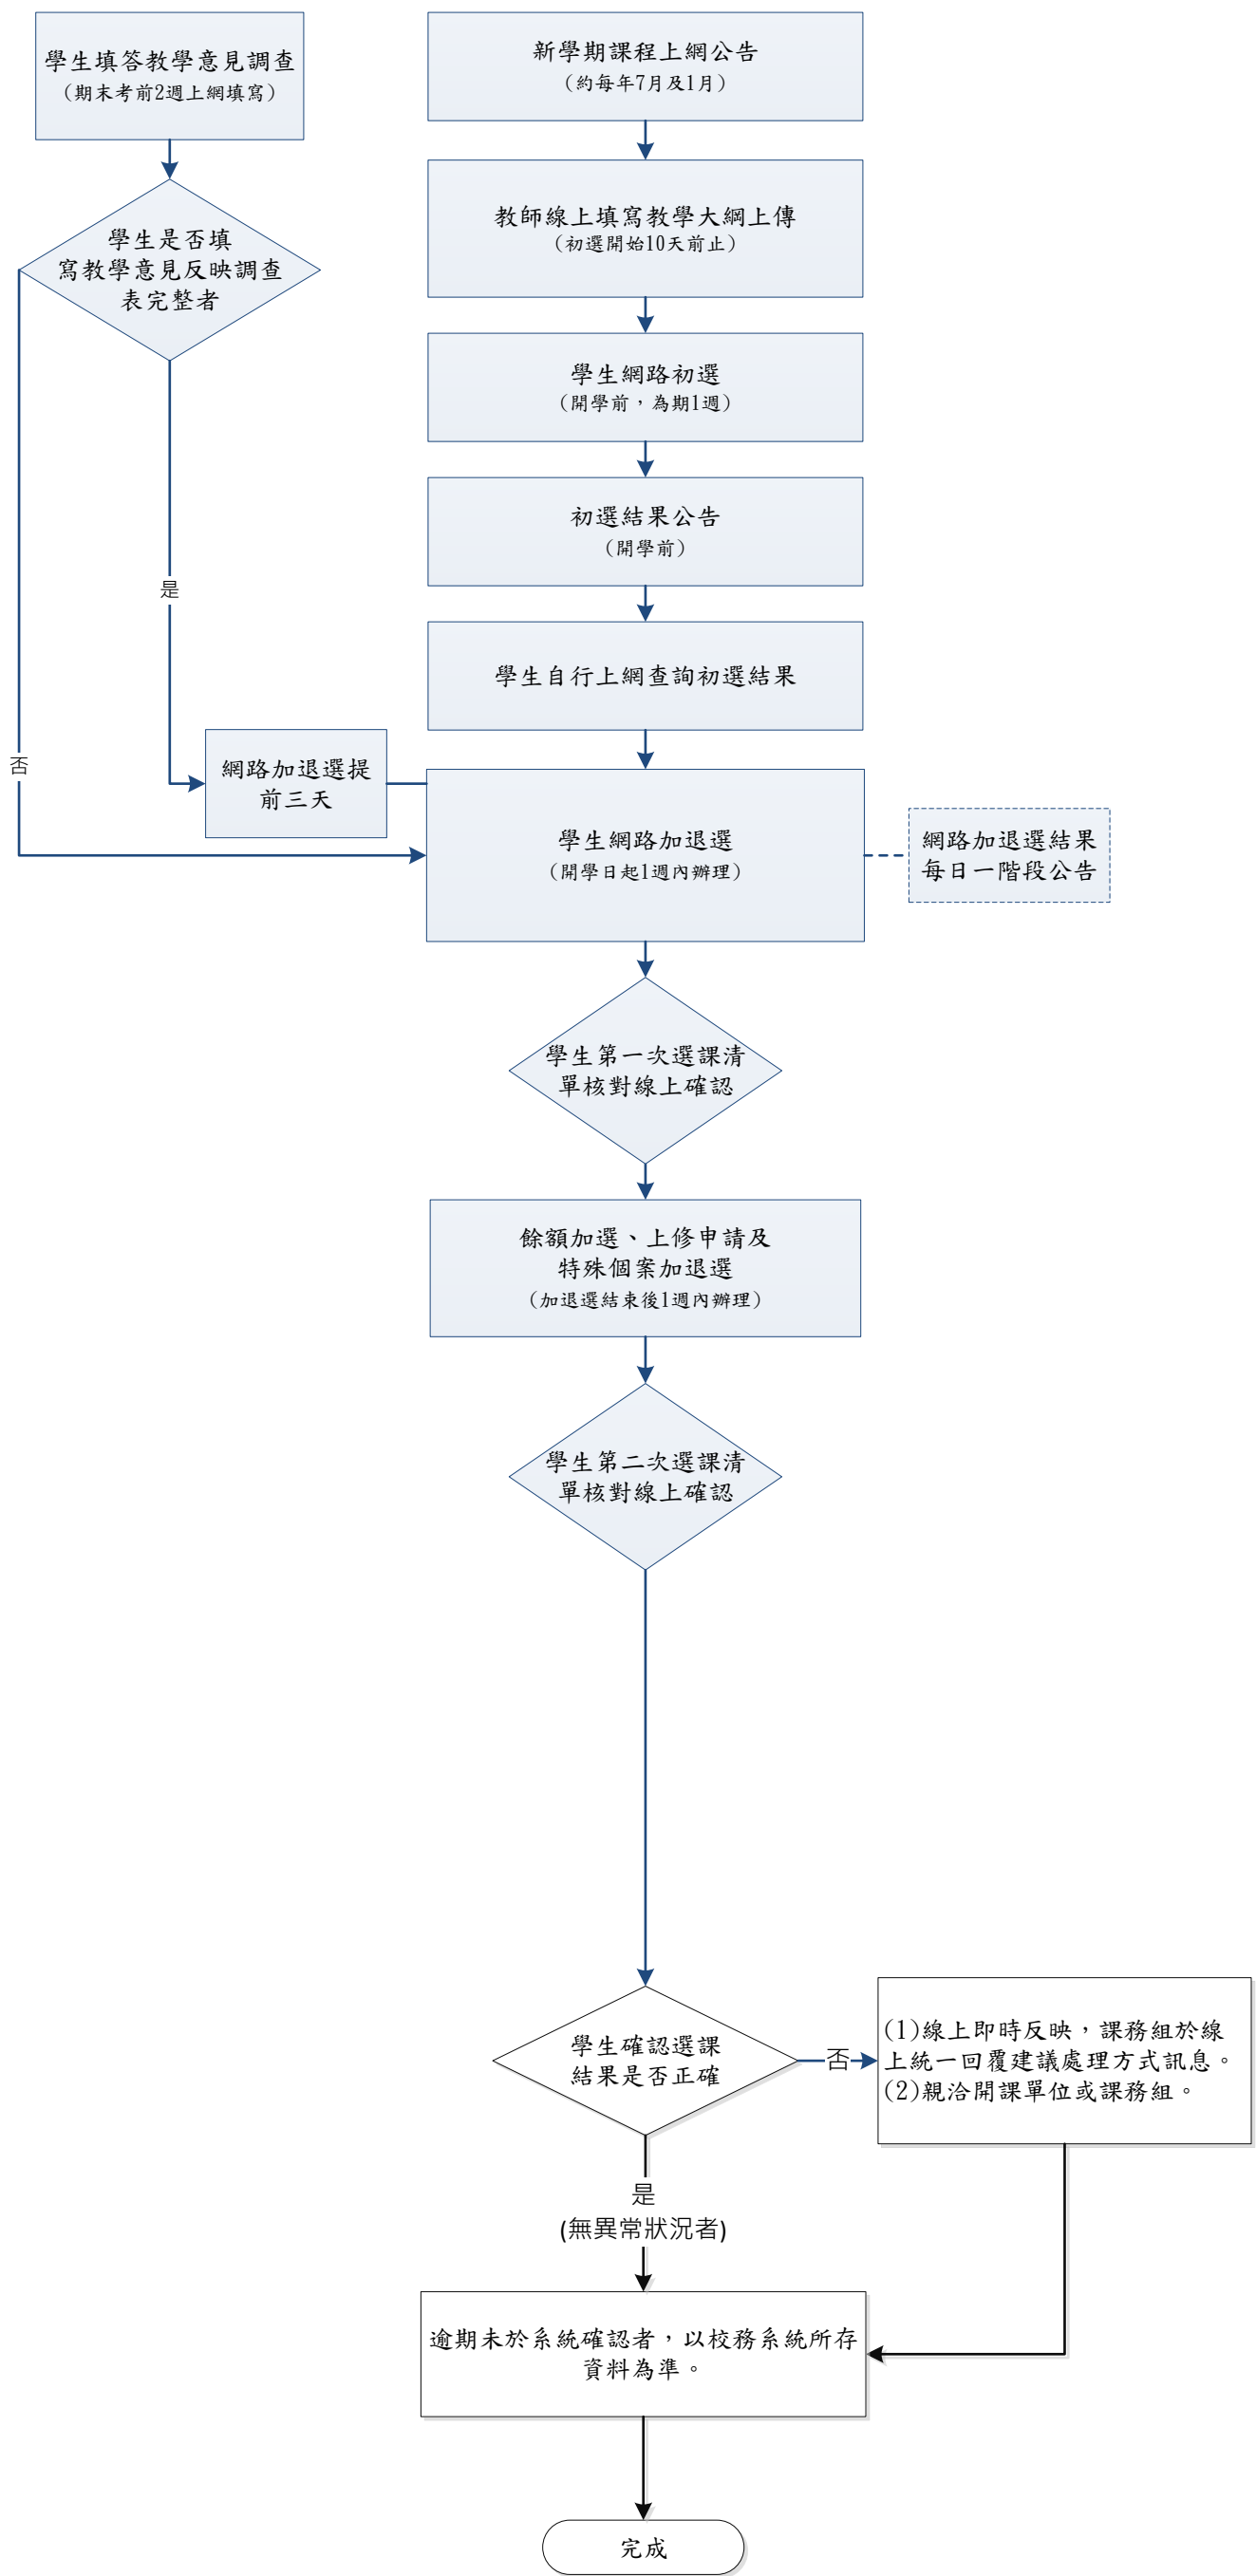 學生填答教學意見調查
（期末考前2週上網填寫）
學生是否填
寫教學意見反映調查
表完整者
是
否
網路加退選提
前三天
新學期課程上網公告
（約每年7月及1月）
教師線上填寫教學大綱上傳
（初選開始10天前止）
學生網路初選
（開學前，為期1週）
初選結果公告
（開學前）
學生自行上網查詢初選結果
學生網路加退選
（開學日起1週內辦理）
網路加退選結果
每日一階段公告
學生第一次選課清
單核對線上確認
餘額加選、上修申請及
特殊個案加退選
（加退選結束後1週內辦理）
學生第二次選課清
單核對線上確認
學生確認選課
結果是否正確
否
(1)線上即時反映，課務組於線
上統一回覆建議處理方式訊息。
(2)親洽開課單位或課務組。
是
(無異常狀況者)
逾期未於系統確認者，以校務系統所存
資料為準。
完成